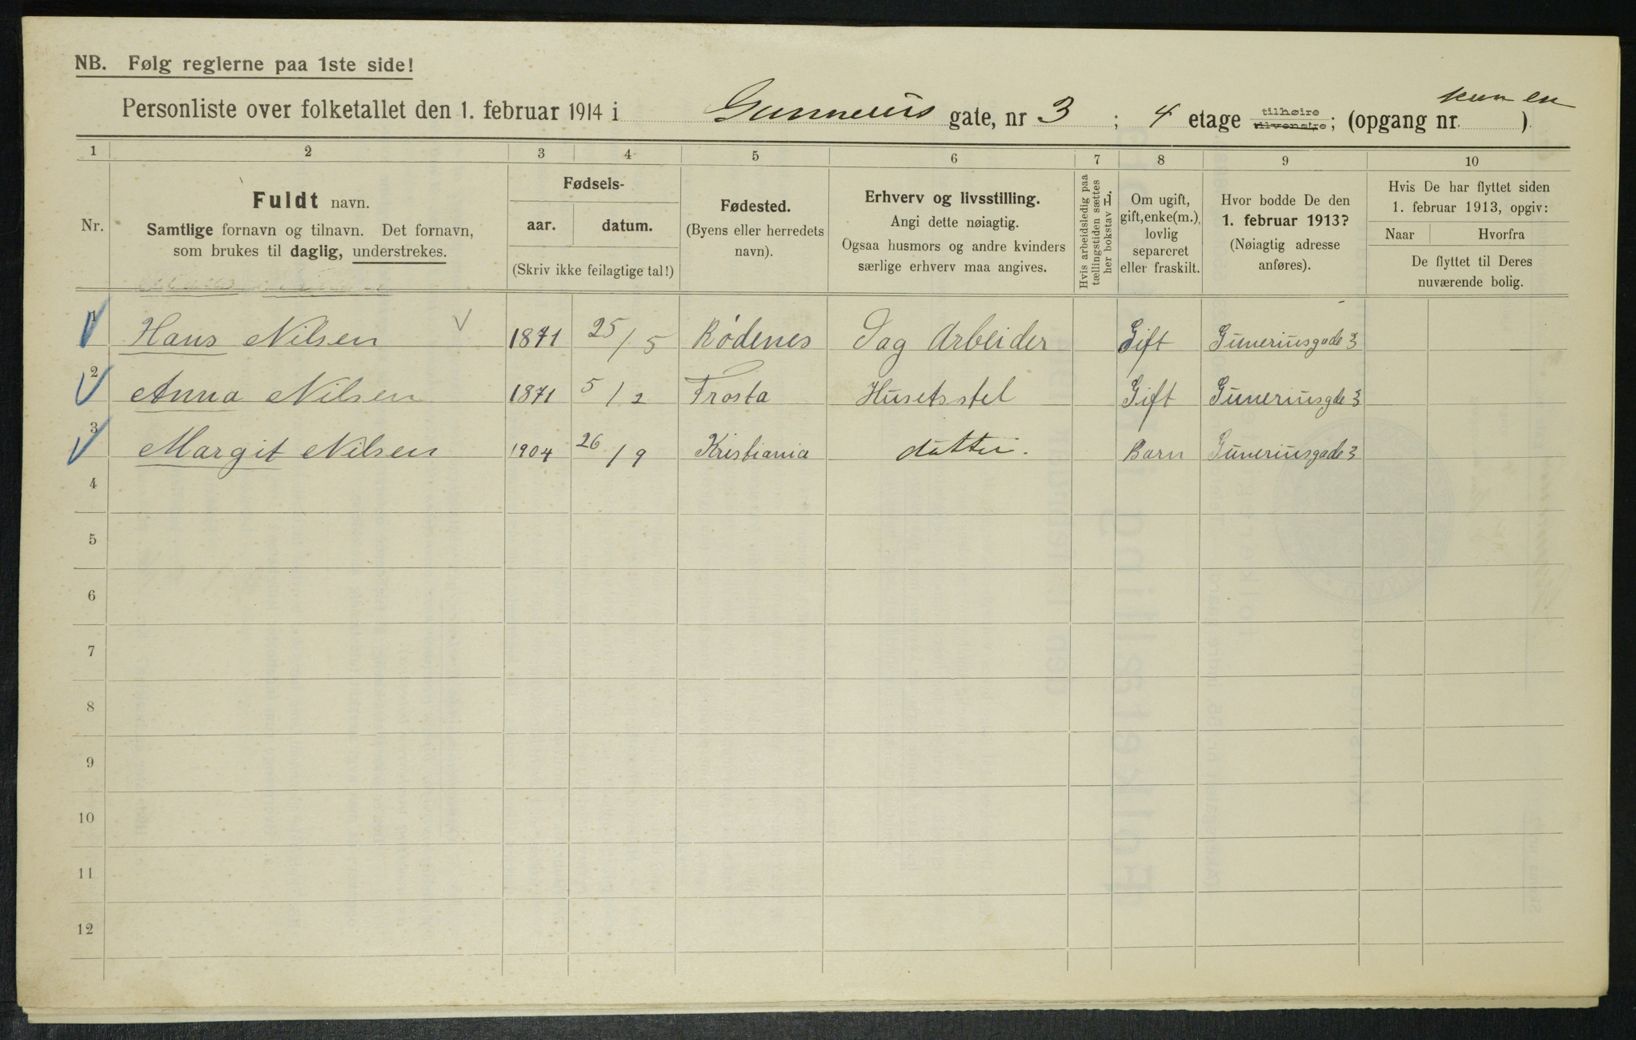 NB. Følg reglerne paa 1ste side!
Personliste over folketallet den 1. februar 1914 i Gunnerius gate, nr 3 ; 4 etage tilhøire tilvenstre ; (opgang nr. kun en )
1 2 3 4 5 6 7 8 9 10
Nr.
Fuldt navn.
Samtlige fornavn og tilnavn. Det fornavn,
som brukes til daglig, understrekes.
Fødsels-
aar. datum.
(Skriv ikke feilagtige tal!)
Fødested.
(Byens eller herredets
navn).
Erhverv og livsstilling.
Angi dette nøiagtig.
Ogsaa husmors og andre kvinders
særlige erhverv maa angives.
Hvis arbeidsledig paa
tællingstiden sættes
her bokstav L.
Om ugift,
gift, enke(m.),
lovlig
separeret
eller fraskilt.
Hvor bodde De den
1. februar 1913?
(Nøiagtig adresse
anføres).
Hvis De har flyttet siden
1. februar 1913, opgiv:
Naar Hvorfra
De flyttet til Deres
nuværende bolig.
1 Hans Nilsen 1871 25/5 Rødenes Sag Arbeider Gift Guneriusgade 3
2 Anna Nilsen 1871 5/2 Frosta Husetsstel Gift Guneriusgde 3
3 Margit Nilsen 1904 26/9 Kristiania datter. Barn Guneriusgade 3
4
5
6
7
8
9
10
11
12